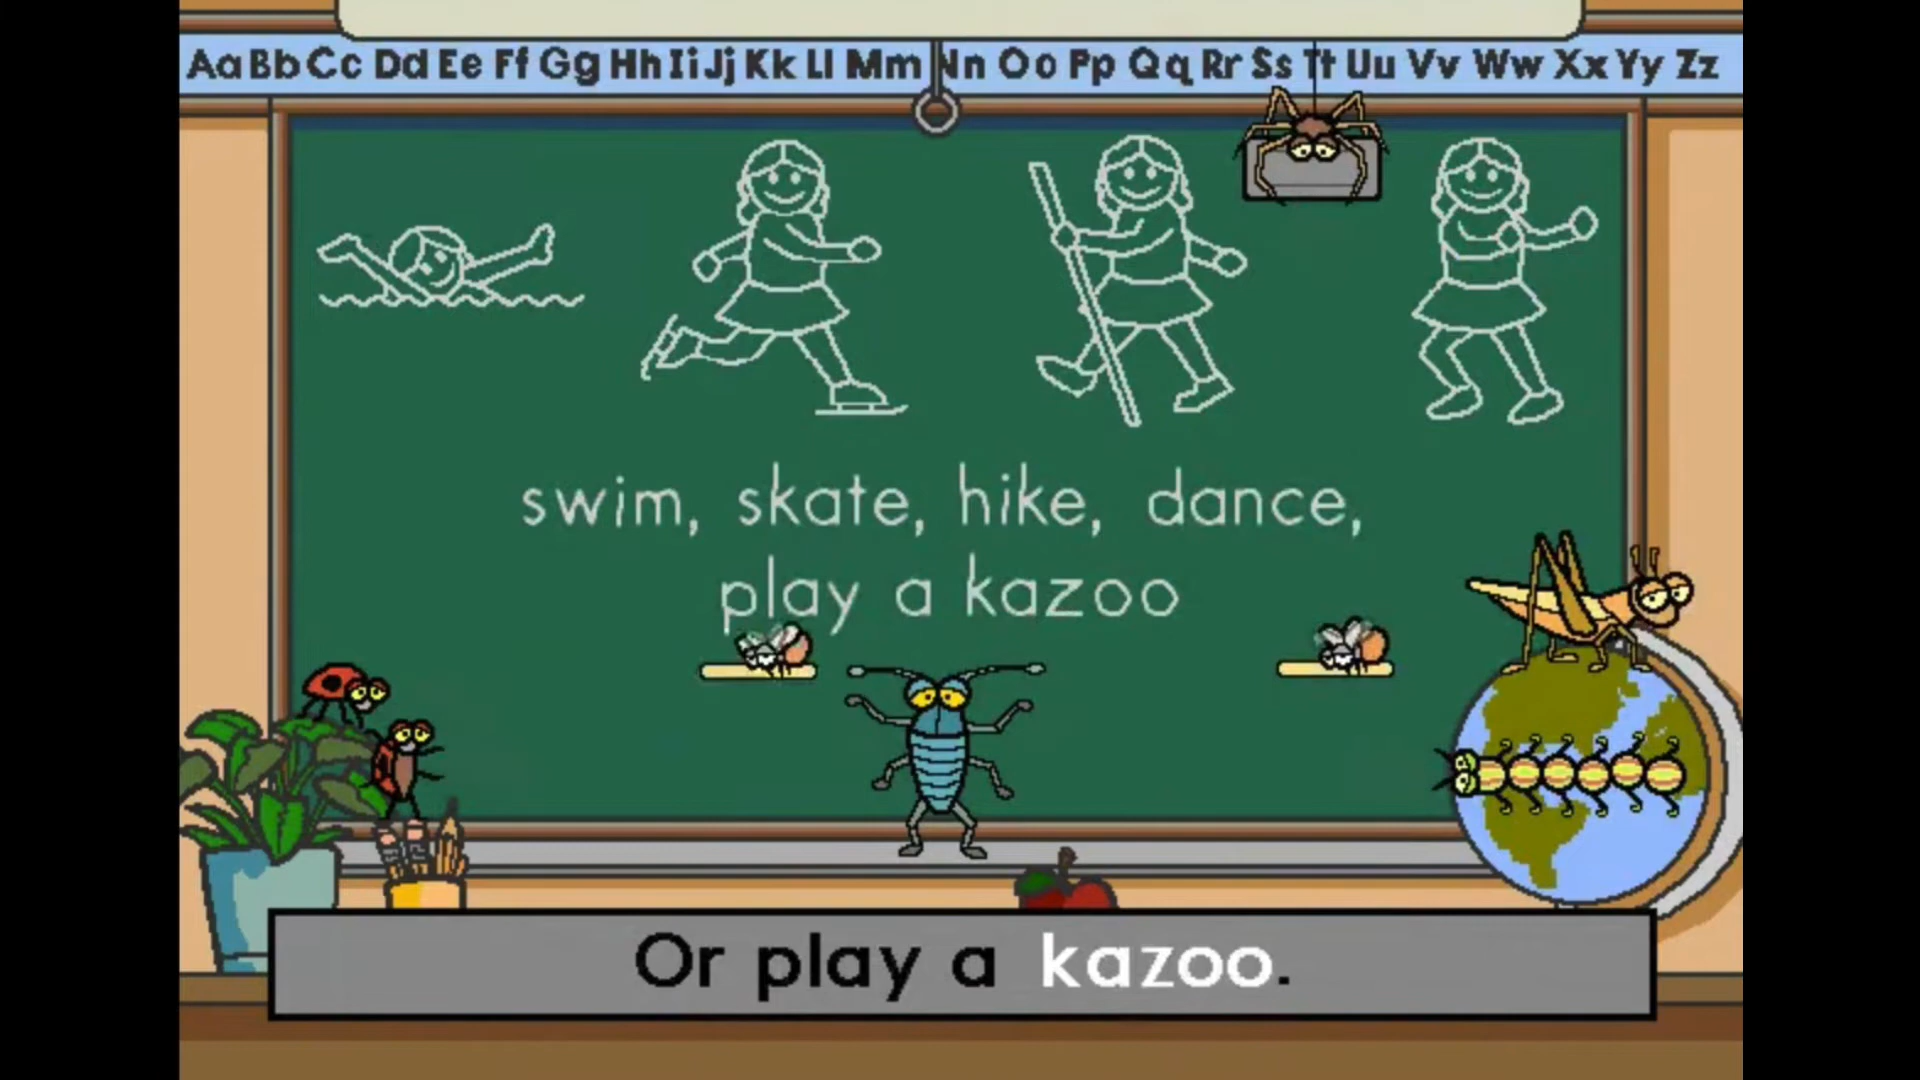 Aa Bb Cc Dd Ee Ff Gg Hh Ii Jj Kk Ll Mm Nn Oo Pp Qq Rr Ss Tt Uu Vv Ww Xx Yy Zz
swim, skate, hike, dance,
play a kazoo
Or play a kazoo.